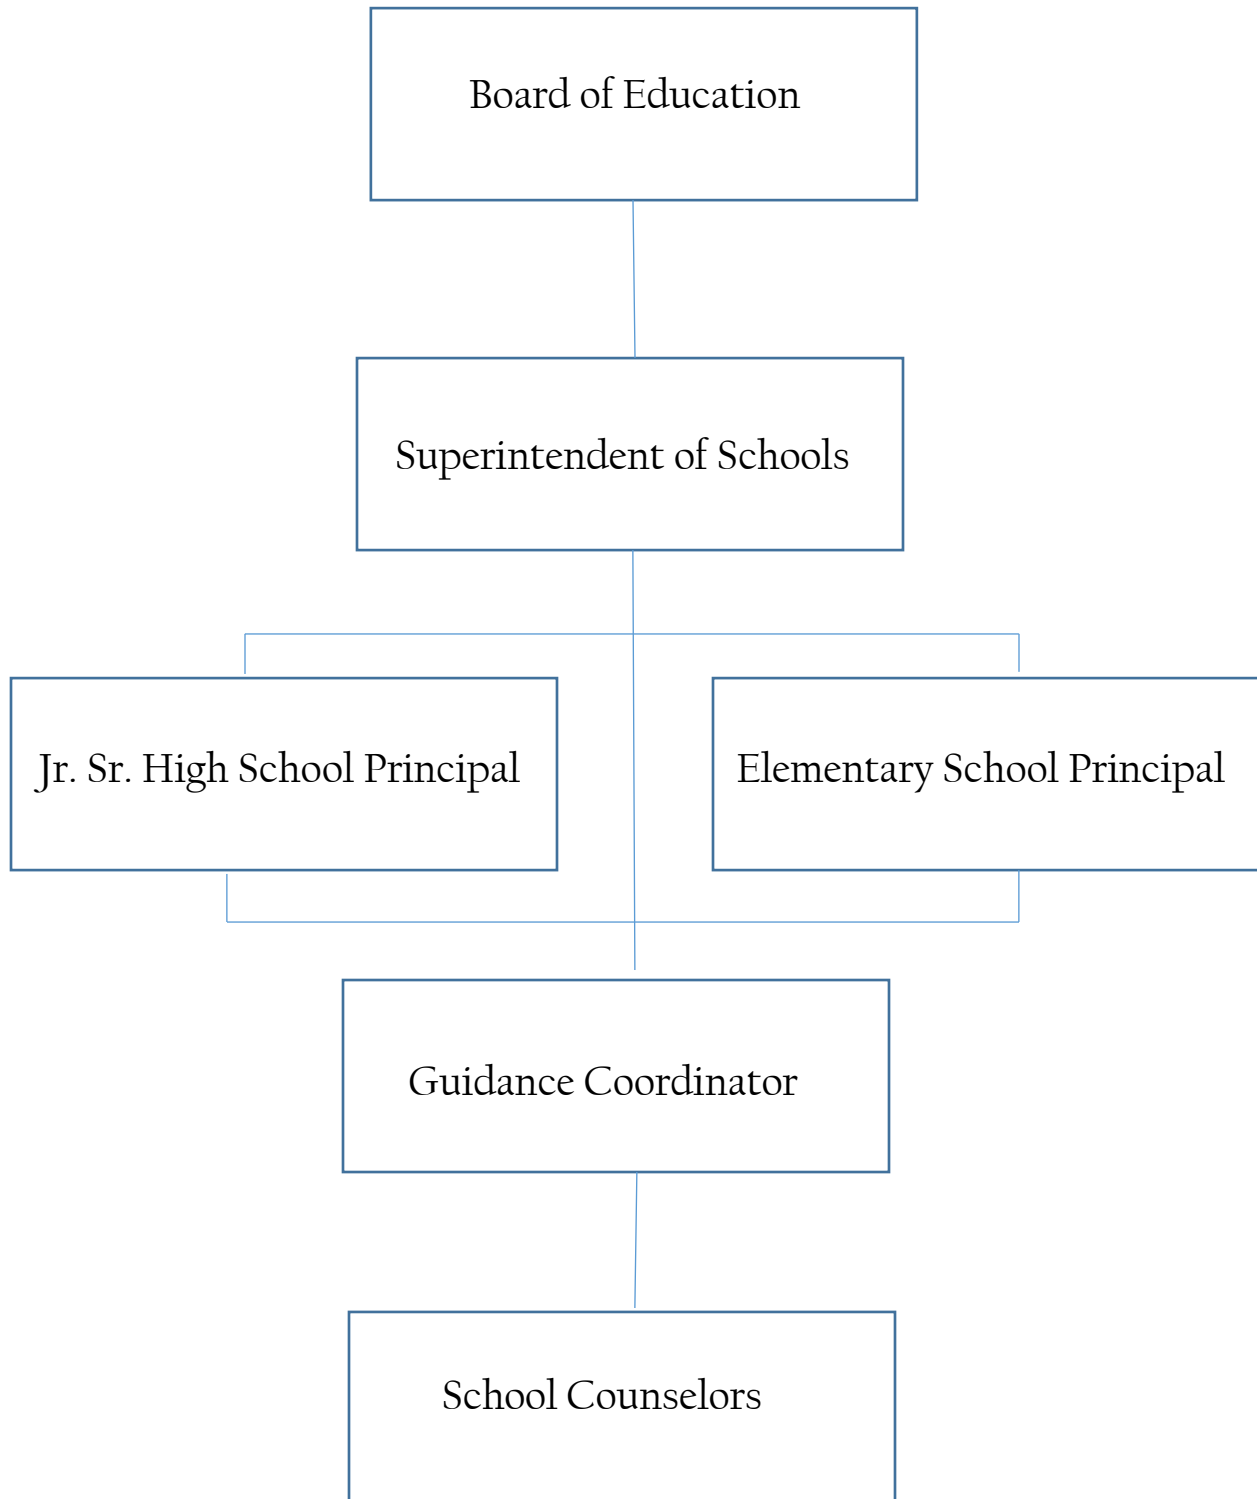 Board of Education
Superintendent of Schools
Jr. Sr. High School Principal
Elementary School Principal
Guidance Coordinator
School Counselors